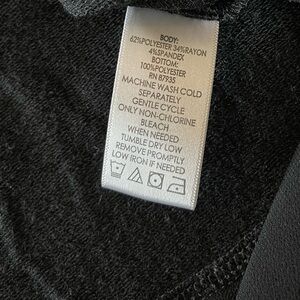 BODY:
62%POLYESTER 34%RAYON
4%SPANDEX
BOTTOM:
100%POLYESTER
RN 87935
MACHINE WASH COLD
SEPARATELY
GENTLE CYCLE
ONLY NON-CHLORINE
BLEACH
WHEN NEEDED
TUMBLE DRY LOW
REMOVE PROMPTLY
LOW IRON IF NEEDED